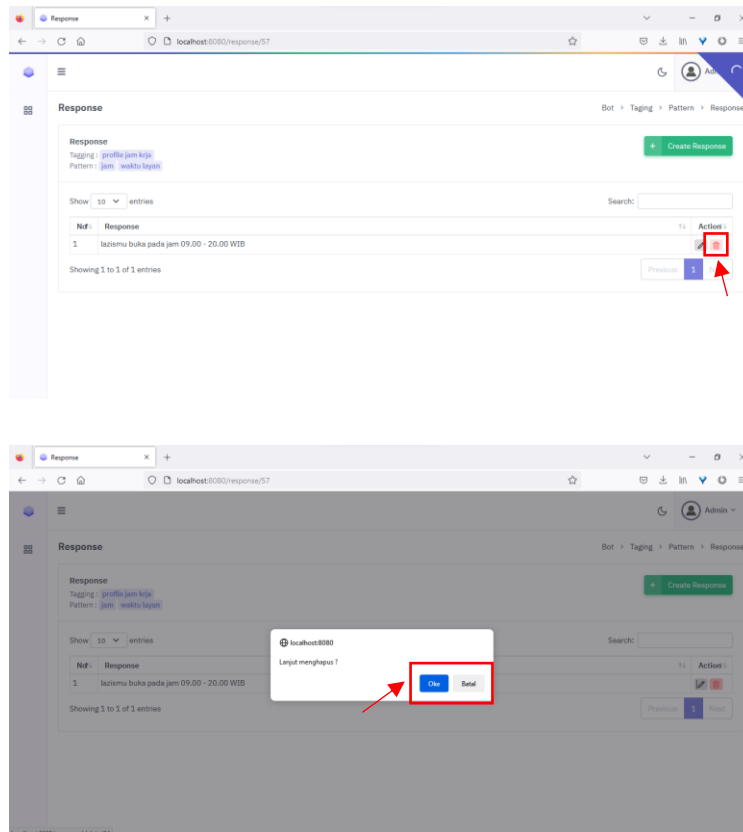 Response
localhost:8080/response/57
Response
Bot > Taging > Pattern > Response
Response
Tagging : profile jam krja
Pattern : jam waktu layan
+ Create Response
Show 10 entries
Search:
No Response Action
1 lazismu buka pada jam 09.00 - 20.00 WIB
Showing 1 to 1 of 1 entries
Previous 1
Response
localhost:8080/response/57
Admin
Response
Bot > Taging > Pattern > Response
Response
Tagging : profile jam krja
Pattern : jam waktu layan
+ Create Response
Show 10 entries
Search:
localhost:8080
Lanjut menghapus ?
Oke Batal
No Response Action
1 lazismu buka pada jam 09.00 - 20.00 WIB
Showing 1 to 1 of 1 entries
Previous 1 Next